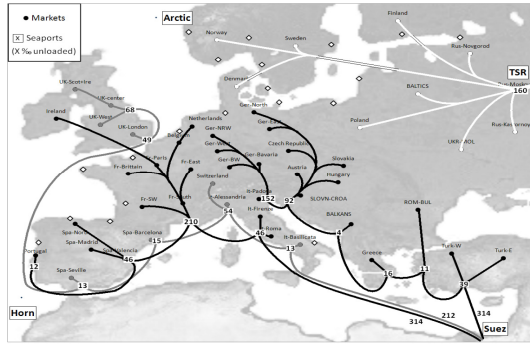 Markets
Arctic
Seaports
(X ‰ unloaded)
Finland
Norway
Sweden
Rus-Novgorod
UK-Scotrlire
Denmark
TSR
UK-center
BALTICS
160
Ireland
68
Ger-North
UK-West
Netherlands
Poland
UK-London
Ger-NRW
Ger-East
49
Belgium
Ger-West
Czech-Republic
UKR-MOL
Fr-Paris
Ger-Bavaria
Slovakia
Fr-Brittain
Fr-East
Ger-BW
Austria
Switzerland
Hungary
It-Padova
Fr-SW
Fr-South
It-Alessandria
152
92
SLOVN-CROA
54
It-Firenze
ROM-BUL
210
BALKANS
Spa-Nor
Spa-Barcelona
46
It-Roma
4
Spa-Madrid
15
It-Basilicata
Turk-W
Turk-E
Portugal
46
Spa-Valencia
13
Greece
12
Spa-Seville
16
11
13
39
Horn
212
314
314
Suez